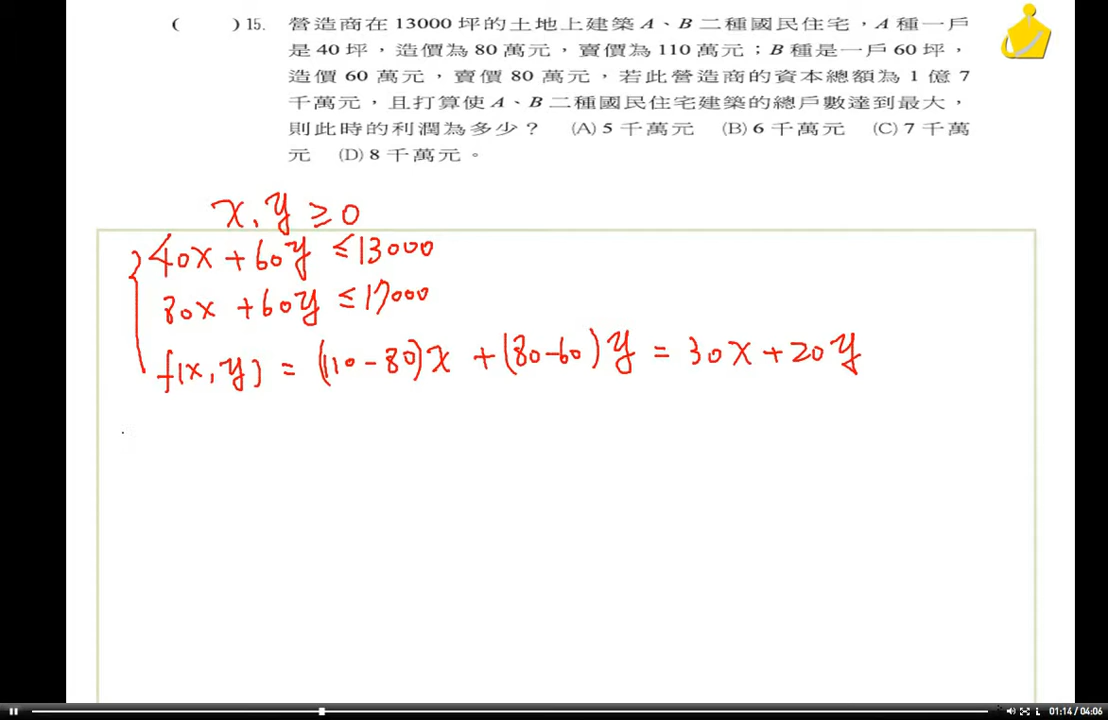 (　　) 15. 營造商在 13000 坪的土地上建築 A、B 二種國民住宅，A 種一戶
是 40 坪，造價為 80 萬元，賣價為 110 萬元；B 種是一戶 60 坪，
造價 60 萬元，賣價 80 萬元，若此營造商的資本總額為 1 億 7
千萬元，且打算使 A、B 二種國民住宅建築的總戶數達到最大，
則此時的利潤為多少？ (A) 5 千萬元 (B) 6 千萬元 (C) 7 千萬
元 (D) 8 千萬元。
x, y ≥ 0
40x + 60y ≤ 13000
80x + 60y ≤ 17000
f(x, y) = (110-80)x + (80-60)y = 30x + 20y
01:14 / 04:06